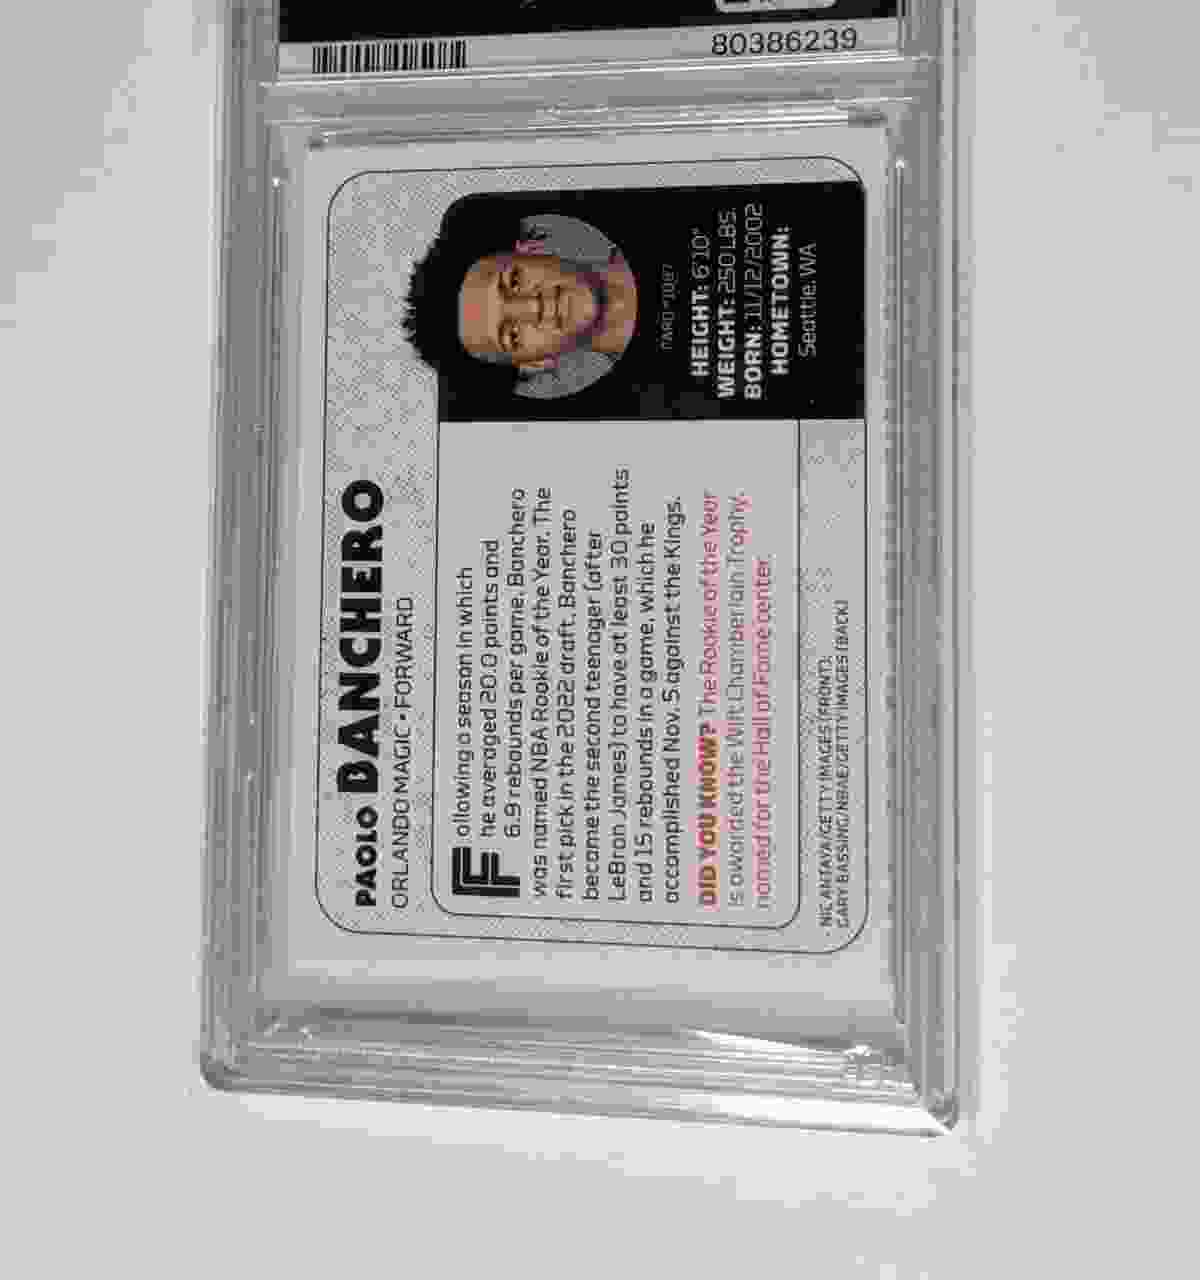 80386239
PAOLO BANCHERO
ORLANDO MAGIC • FORWARD
Following a season in which
he averaged 20.0 points and
6.9 rebounds per game, Banchero
was named NBA Rookie of the Year. The
first pick in the 2022 draft, Banchero
became the second teenager (after
LeBron James) to have at least 30 points
and 15 rebounds in a game, which he
accomplished Nov. 5 against the Kings.
DID YOU KNOW? The Rookie of the Year
is awarded the Wilt Chamberlain Trophy,
named for the Hall of Fame center.
NIC ANTAYA/GETTY IMAGES (FRONT);
GARY BASSING/NBAE/GETTY IMAGES (BACK)
CARD #1087
HEIGHT: 6'10"
WEIGHT: 250 LBS.
BORN: 11/12/2002
HOMETOWN:
Seattle, WA